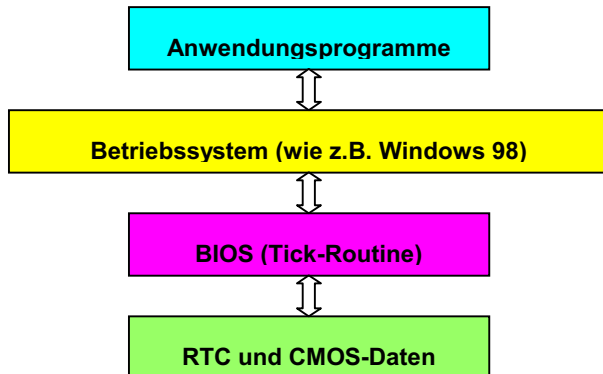 Anwendungsprogramme
Betriebssystem (wie z.B. Windows 98)
BIOS (Tick-Routine)
RTC und CMOS-Daten